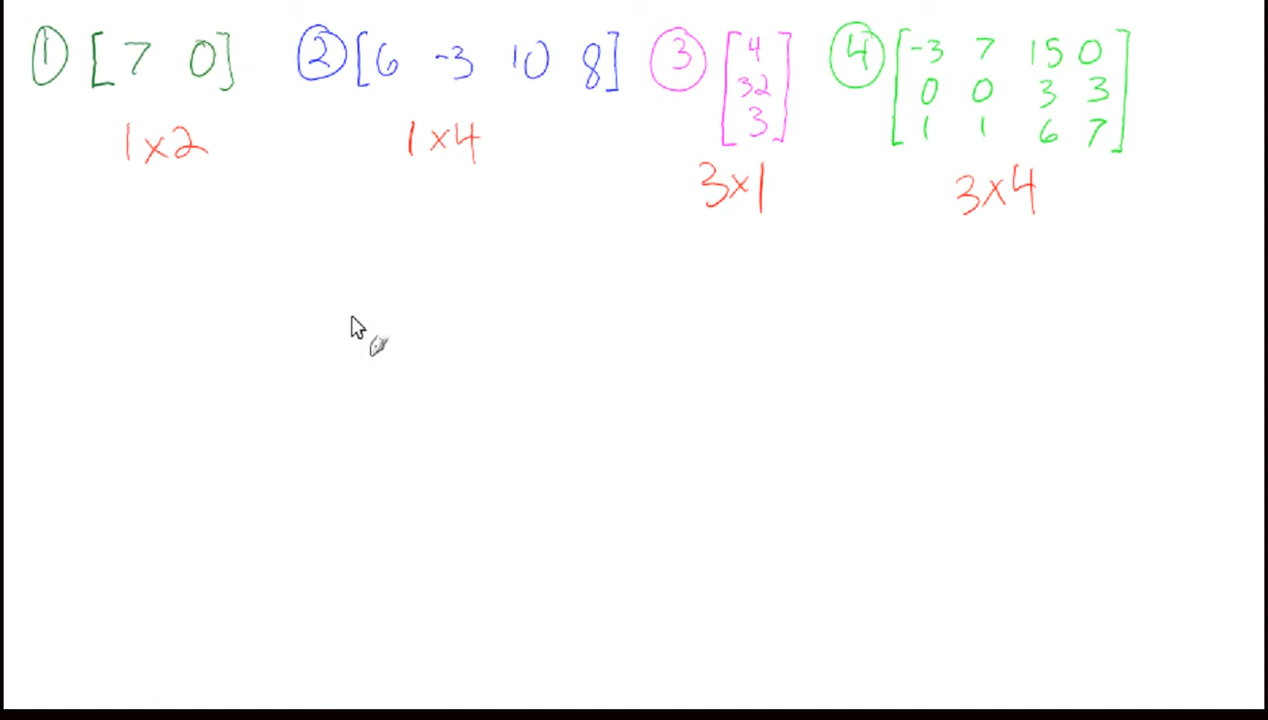 ① [7 0] ② [6 -3 10 8] ③ [4 ④ [-3 7 15 0
32 0 0 3 3
3] 1 1 6 7]
1x2 1x4 3x1 3x4